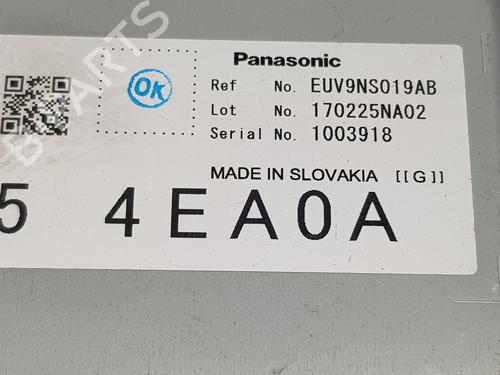 Panasonic
OK
Ref No. EUV9NS019AB
Lot No. 170225NA02
Serial No. 1003918
MADE IN SLOVAKIA [[G]]
5 4EA0A